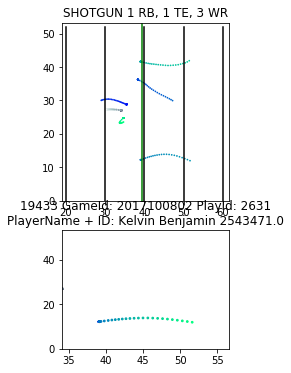 SHOTGUN 1 RB, 1 TE, 3 WR
50
40
30
20
10
0
20 30 40 50 60
19433 GameId: 2017100802 PlayId: 2631
PlayerName + ID: Kelvin Benjamin 2543471.0
40
20
0
35 40 45 50 55